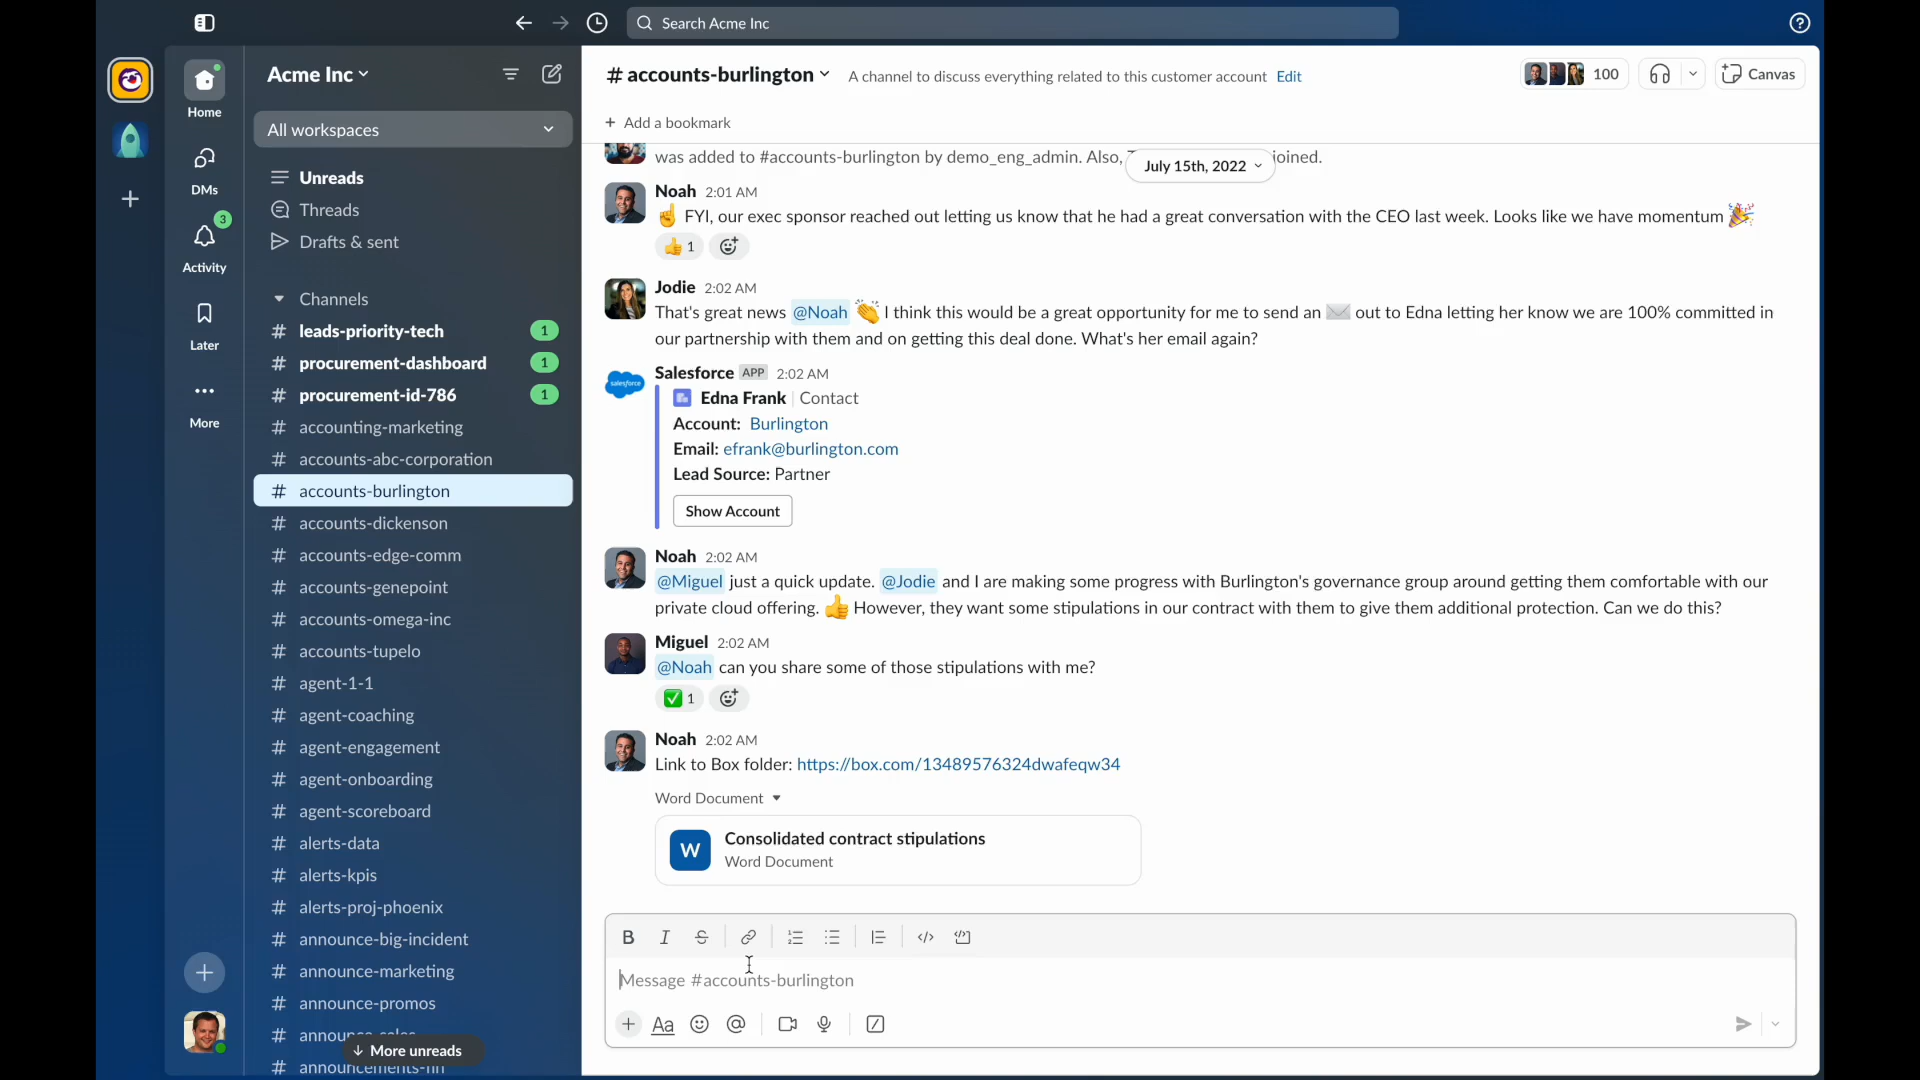 Search Acme Inc
Home
DMs
3
Activity
Later
More
Acme Inc
All workspaces
Unreads
Threads
Drafts & sent
Channels
# leads-priority-tech 1
# procurement-dashboard 1
# procurement-id-786 1
# accounting-marketing
# accounts-abc-corporation
# accounts-burlington
# accounts-dickenson
# accounts-edge-comm
# accounts-genepoint
# accounts-omega-inc
# accounts-tupelo
# agent-1-1
# agent-coaching
# agent-engagement
# agent-onboarding
# agent-scoreboard
# alerts-data
# alerts-kpis
# alerts-proj-phoenix
# announce-big-incident
# announce-marketing
# announce-promos
# announce-sales
↓ More unreads
# accounts-burlington A channel to discuss everything related to this customer account Edit
100
Canvas
+ Add a bookmark
was added to #accounts-burlington by demo_eng_admin. Also, joined.
July 15th, 2022
Noah 2:01 AM
☝️ FYI, our exec sponsor reached out letting us know that he had a great conversation with the CEO last week. Looks like we have momentum 🎉
👍 1
Jodie 2:02 AM
That's great news @Noah 👏 I think this would be a great opportunity for me to send an ✉️ out to Edna letting her know we are 100% committed in
our partnership with them and on getting this deal done. What's her email again?
salesforce
Salesforce APP 2:02 AM
Edna Frank | Contact
Account: Burlington
Email: efrank@burlington.com
Lead Source: Partner
Show Account
Noah 2:02 AM
@Miguel just a quick update. @Jodie and I are making some progress with Burlington's governance group around getting them comfortable with our
private cloud offering. 👍 However, they want some stipulations in our contract with them to give them additional protection. Can we do this?
Miguel 2:02 AM
@Noah can you share some of those stipulations with me?
✅ 1
Noah 2:02 AM
Link to Box folder: https://box.com/13489576324dwafeqw34
Word Document
W
Consolidated contract stipulations
Word Document
B I S
Message #accounts-burlington
+ Aa @